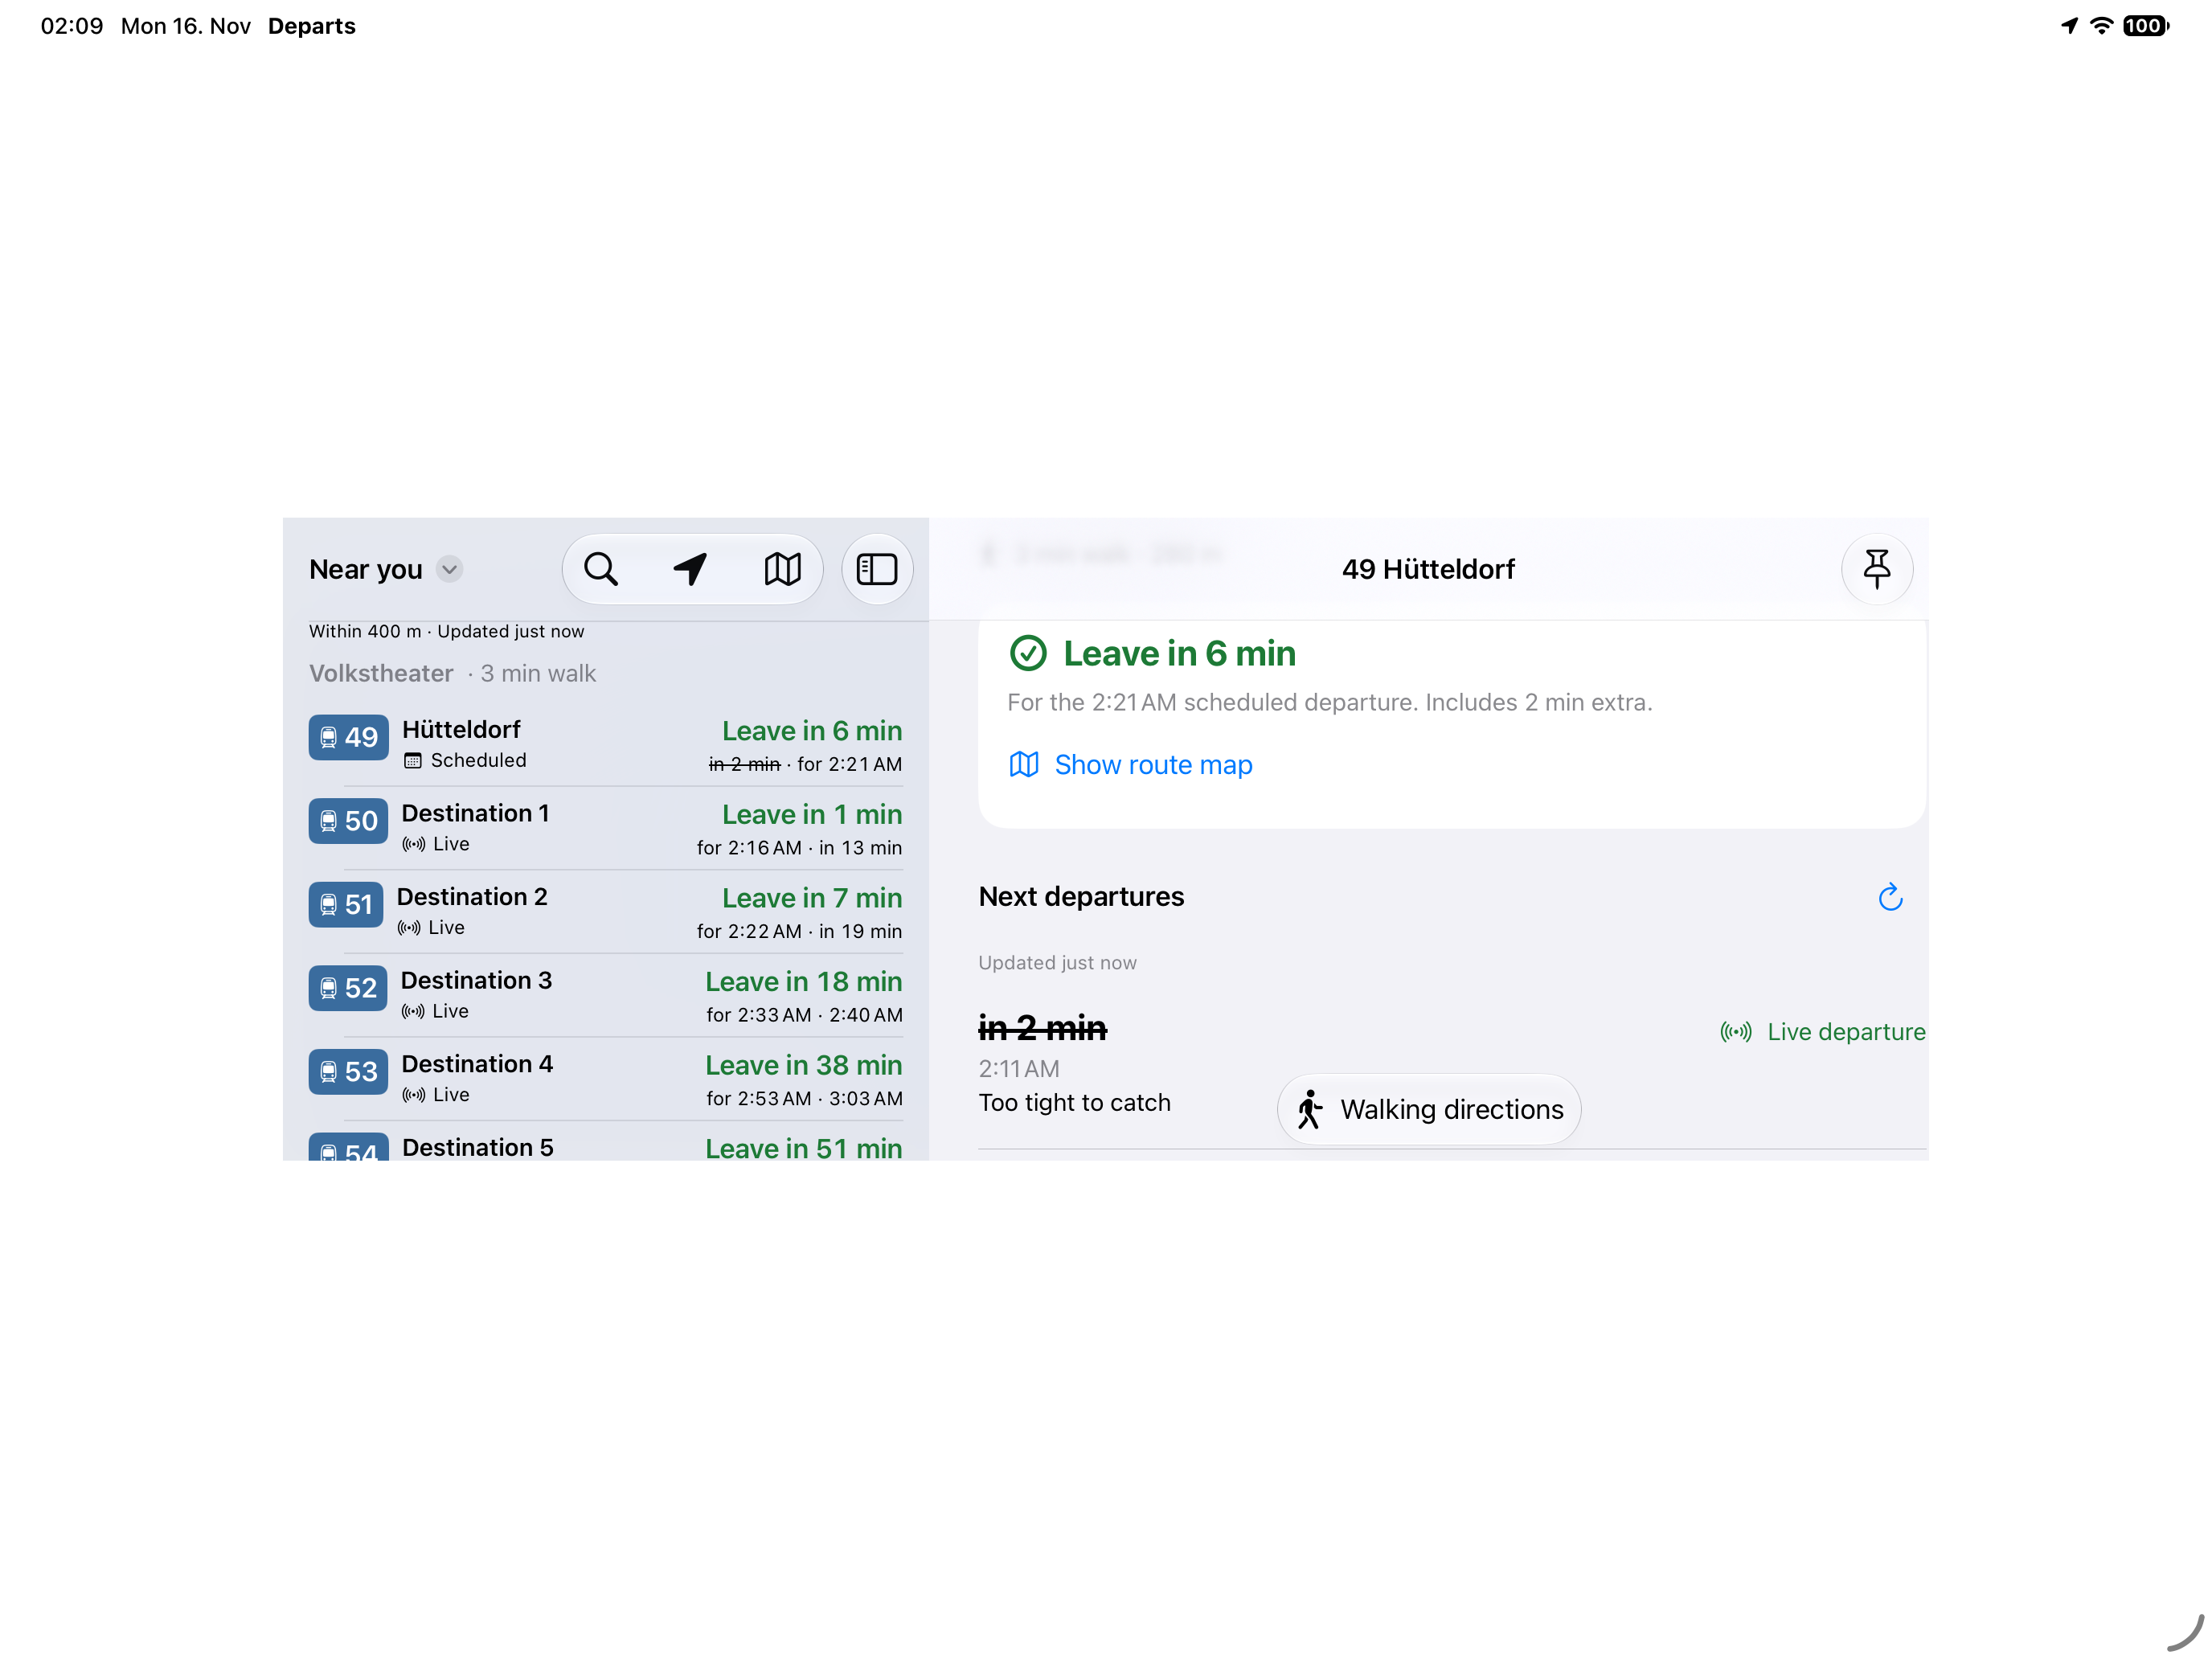 02:09 Mon 16. Nov Departs
100
Near you
Within 400 m · Updated just now
Volkstheater · 3 min walk
49 Hütteldorf Leave in 6 min
Scheduled in 2 min · for 2:21 AM
50 Destination 1 Leave in 1 min
Live for 2:16 AM · in 13 min
51 Destination 2 Leave in 7 min
Live for 2:22 AM · in 19 min
52 Destination 3 Leave in 18 min
Live for 2:33 AM · 2:40 AM
53 Destination 4 Leave in 38 min
Live for 2:53 AM · 3:03 AM
54 Destination 5 Leave in 51 min
49 Hütteldorf
Leave in 6 min
For the 2:21 AM scheduled departure. Includes 2 min extra.
Show route map
Next departures
Updated just now
in 2 min Live departure
2:11 AM
Too tight to catch
Walking directions